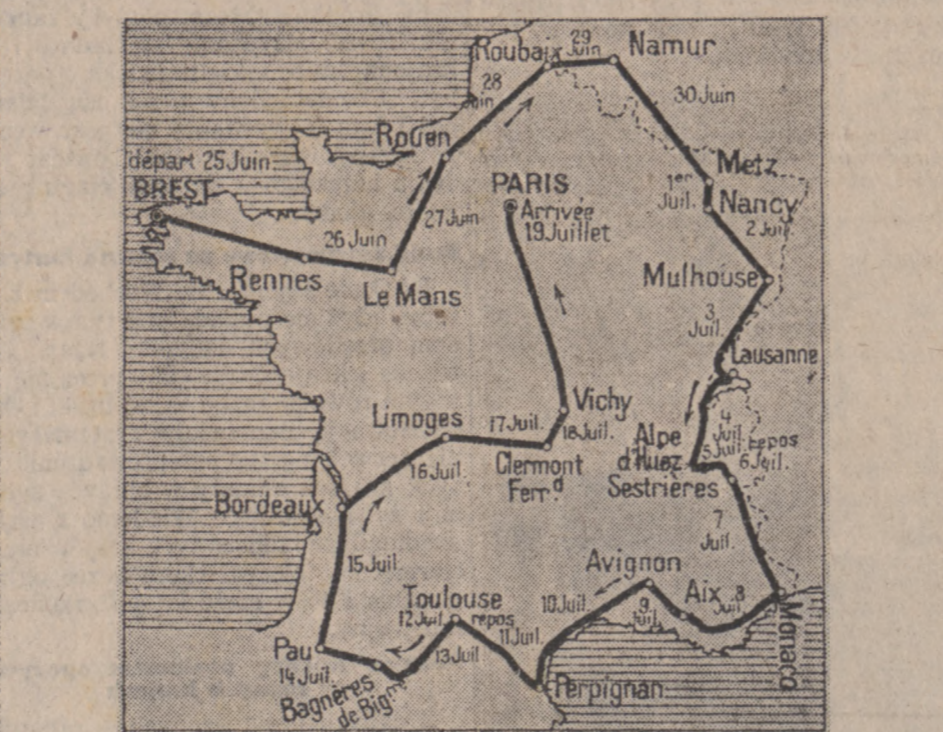 Roubaix
29
Juin
Namur
28
Juin
30 Juin
Rouen
départ 25 Juin
BREST
Metz
1er
Juil.
Nancy
2 Juil.
PARIS
Arrivée
19 Juillet
27 Juin
26 Juin
Rennes
Le Mans
Mulhouse
3
Juil.
Lausanne
Limoges
17 Juil.
Vichy
18 Juil.
Clermont
Ferrd
16 Juil.
Alpe
d'Huez
4
Juil.
5 Juil.
repos
6 Juil.
Sestrières
Bordeaux
7
Juil.
15 Juil.
Avignon
10 Juil.
9
Juil.
Aix
8
Juil.
Monaco
Toulouse
12 Juil.
repos
11 Juil.
13 Juil.
Pau
14 Juil.
Bagnères
de Big
Perpignan